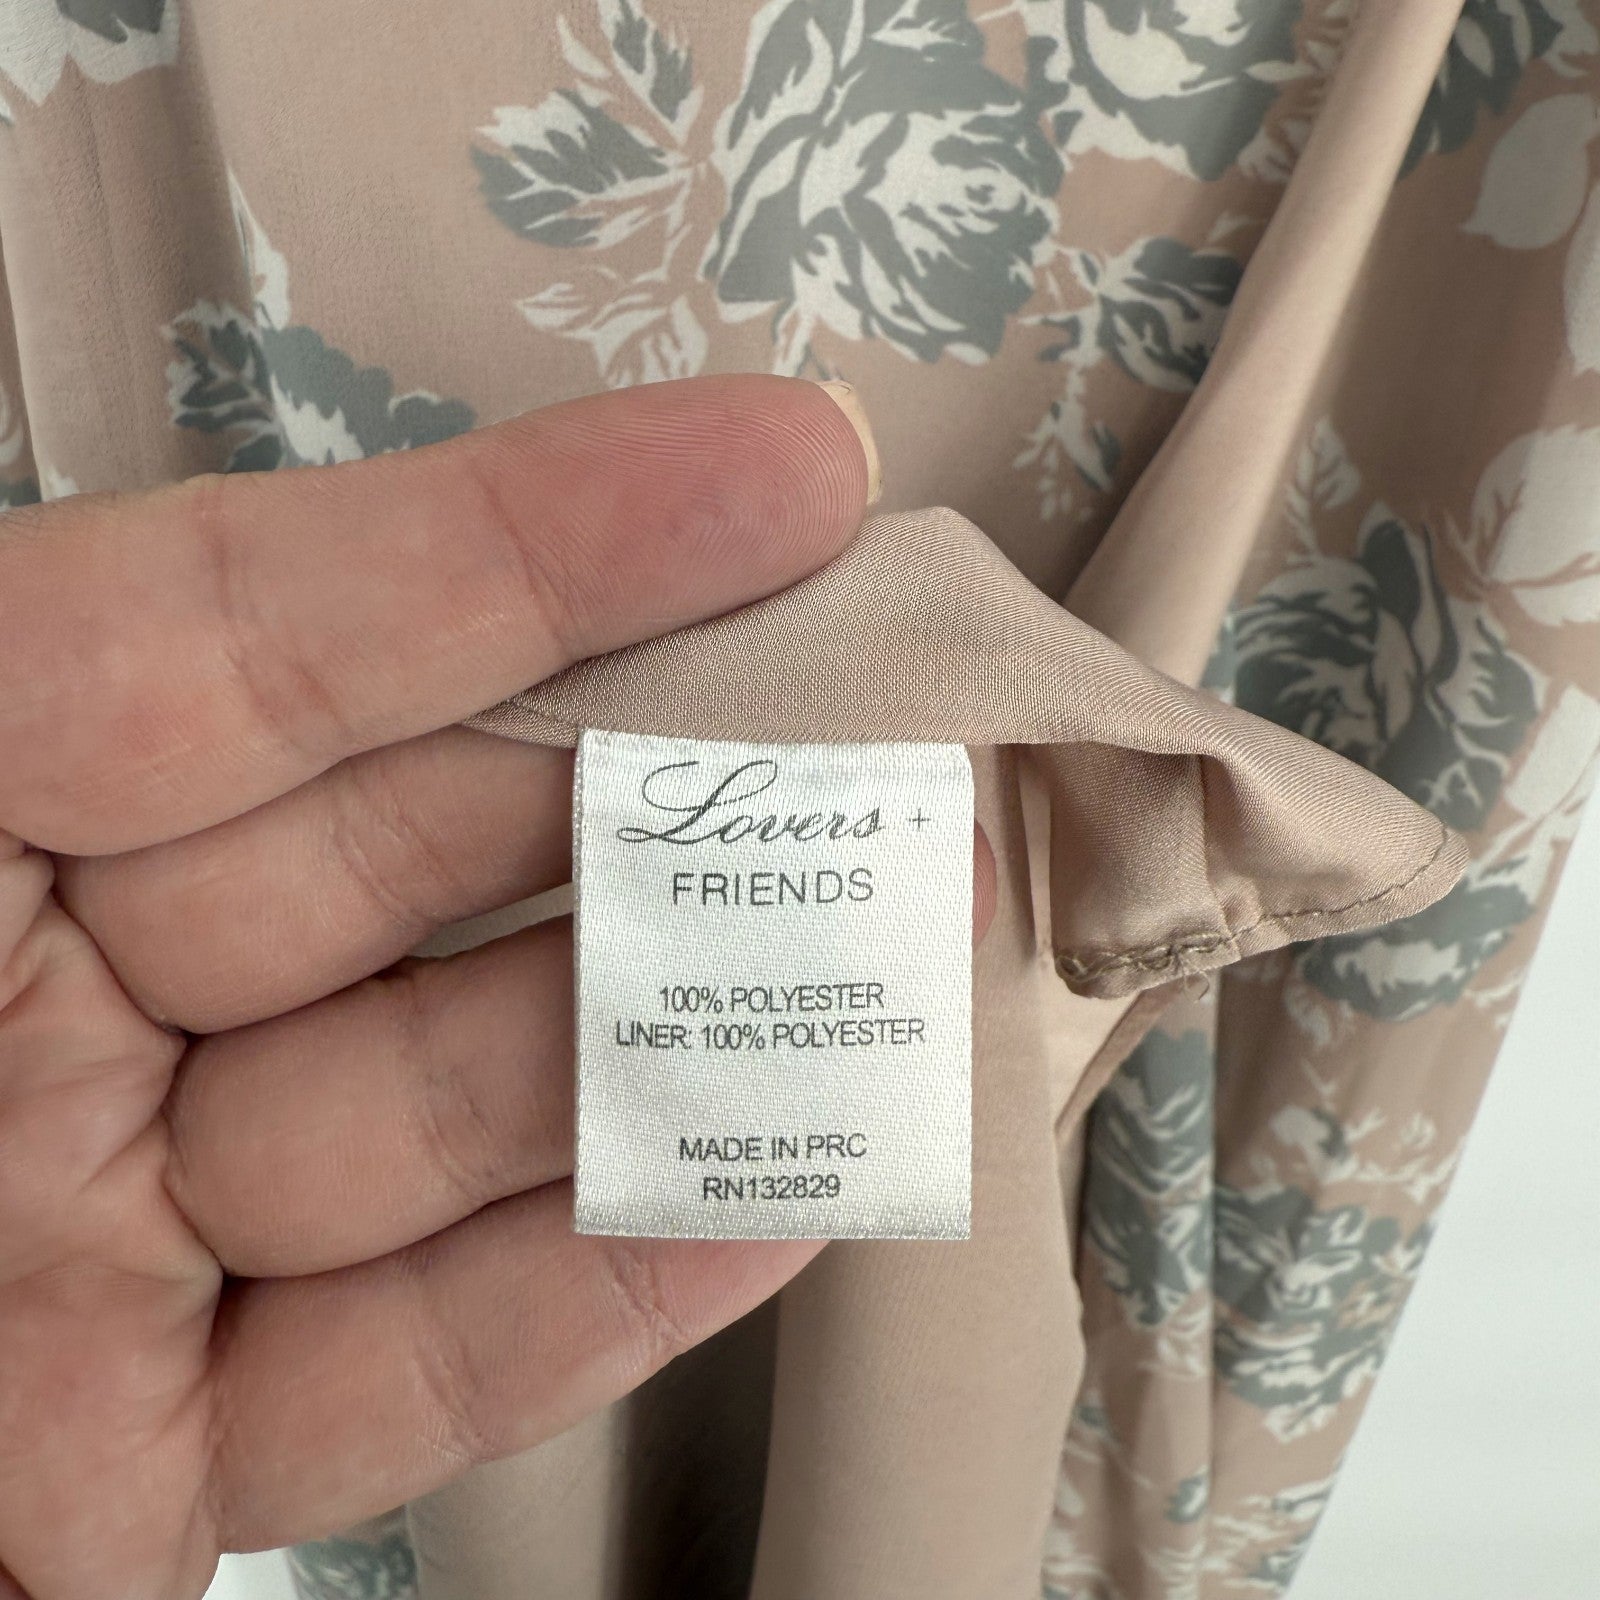 Lovers +
FRIENDS
100% POLYESTER
LINER: 100% POLYESTER
MADE IN PRC
RN132829